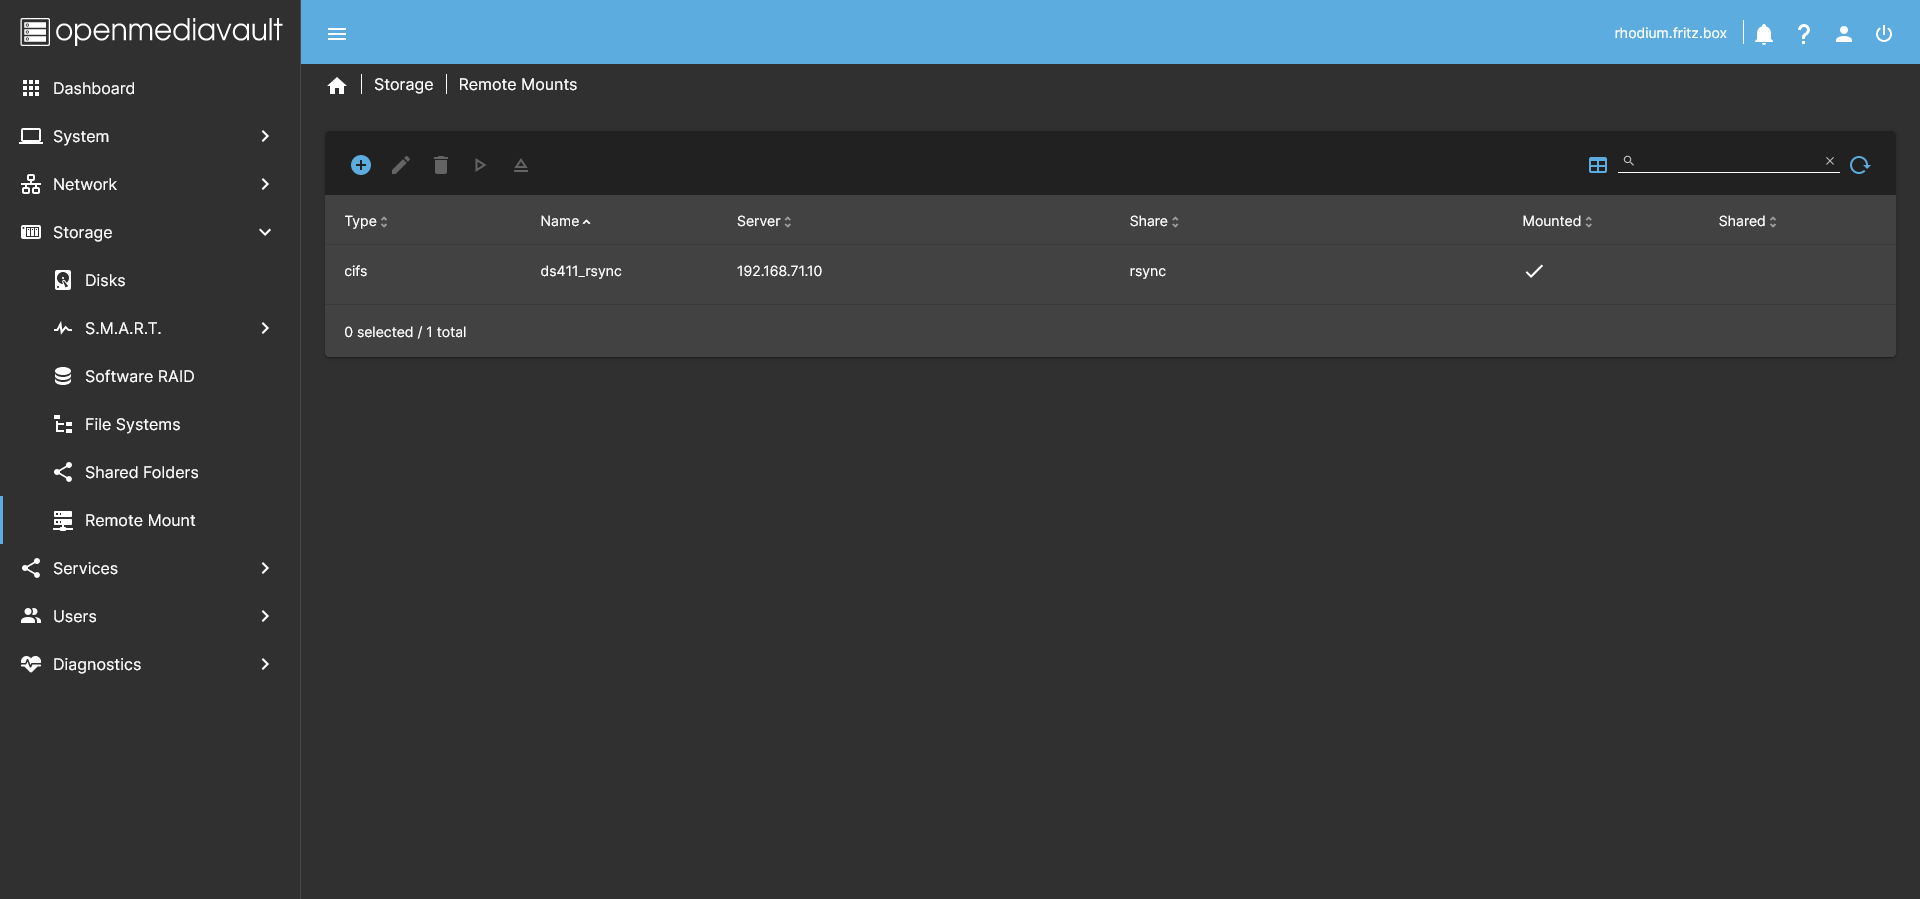 openmediavault
rhodium.fritz.box
Dashboard
System
Network
Storage
Disks
S.M.A.R.T.
Software RAID
File Systems
Shared Folders
Remote Mount
Services
Users
Diagnostics
Storage | Remote Mounts
Type Name Server Share Mounted Shared
cifs ds411_rsync 192.168.71.10 rsync
0 selected / 1 total